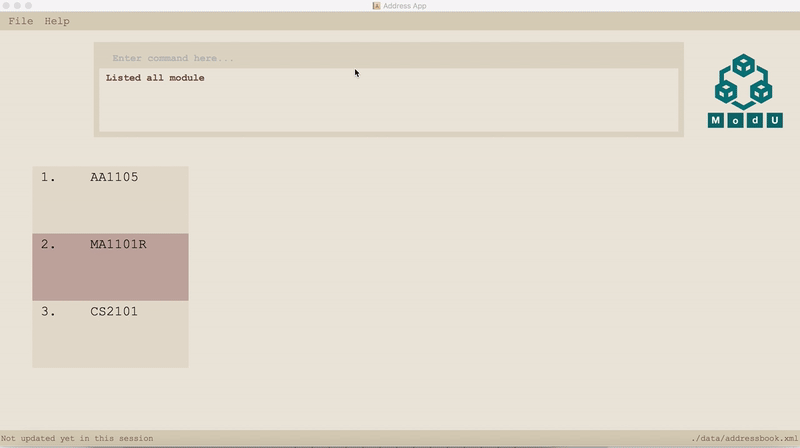 Address App
File Help
Enter command here...
Listed all module
ModU
1. AA1105
2. MA1101R
3. CS2101
Not updated yet in this session
./data/addressbook.xml